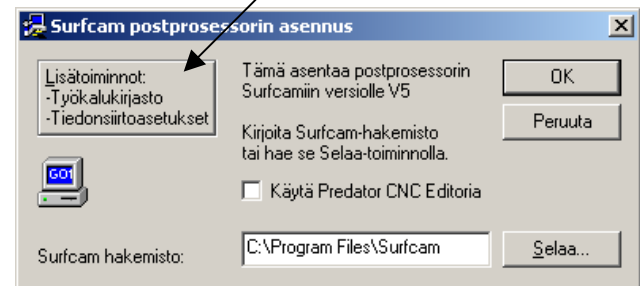 Surfcam postprosessorin asennus
Lisätoiminnot:
-Työkalukirjasto
-Tiedonsiirtoasetukset
Tämä asentaa postprosessorin
Surfcamiin versiolle V5
OK
Kirjoita Surfcam-hakemisto
tai hae se Selaa-toiminnolla.
Peruuta
GO1
Käytä Predator CNC Editoria
Surfcam hakemisto:
C:\Program Files\Surfcam
Selaa...